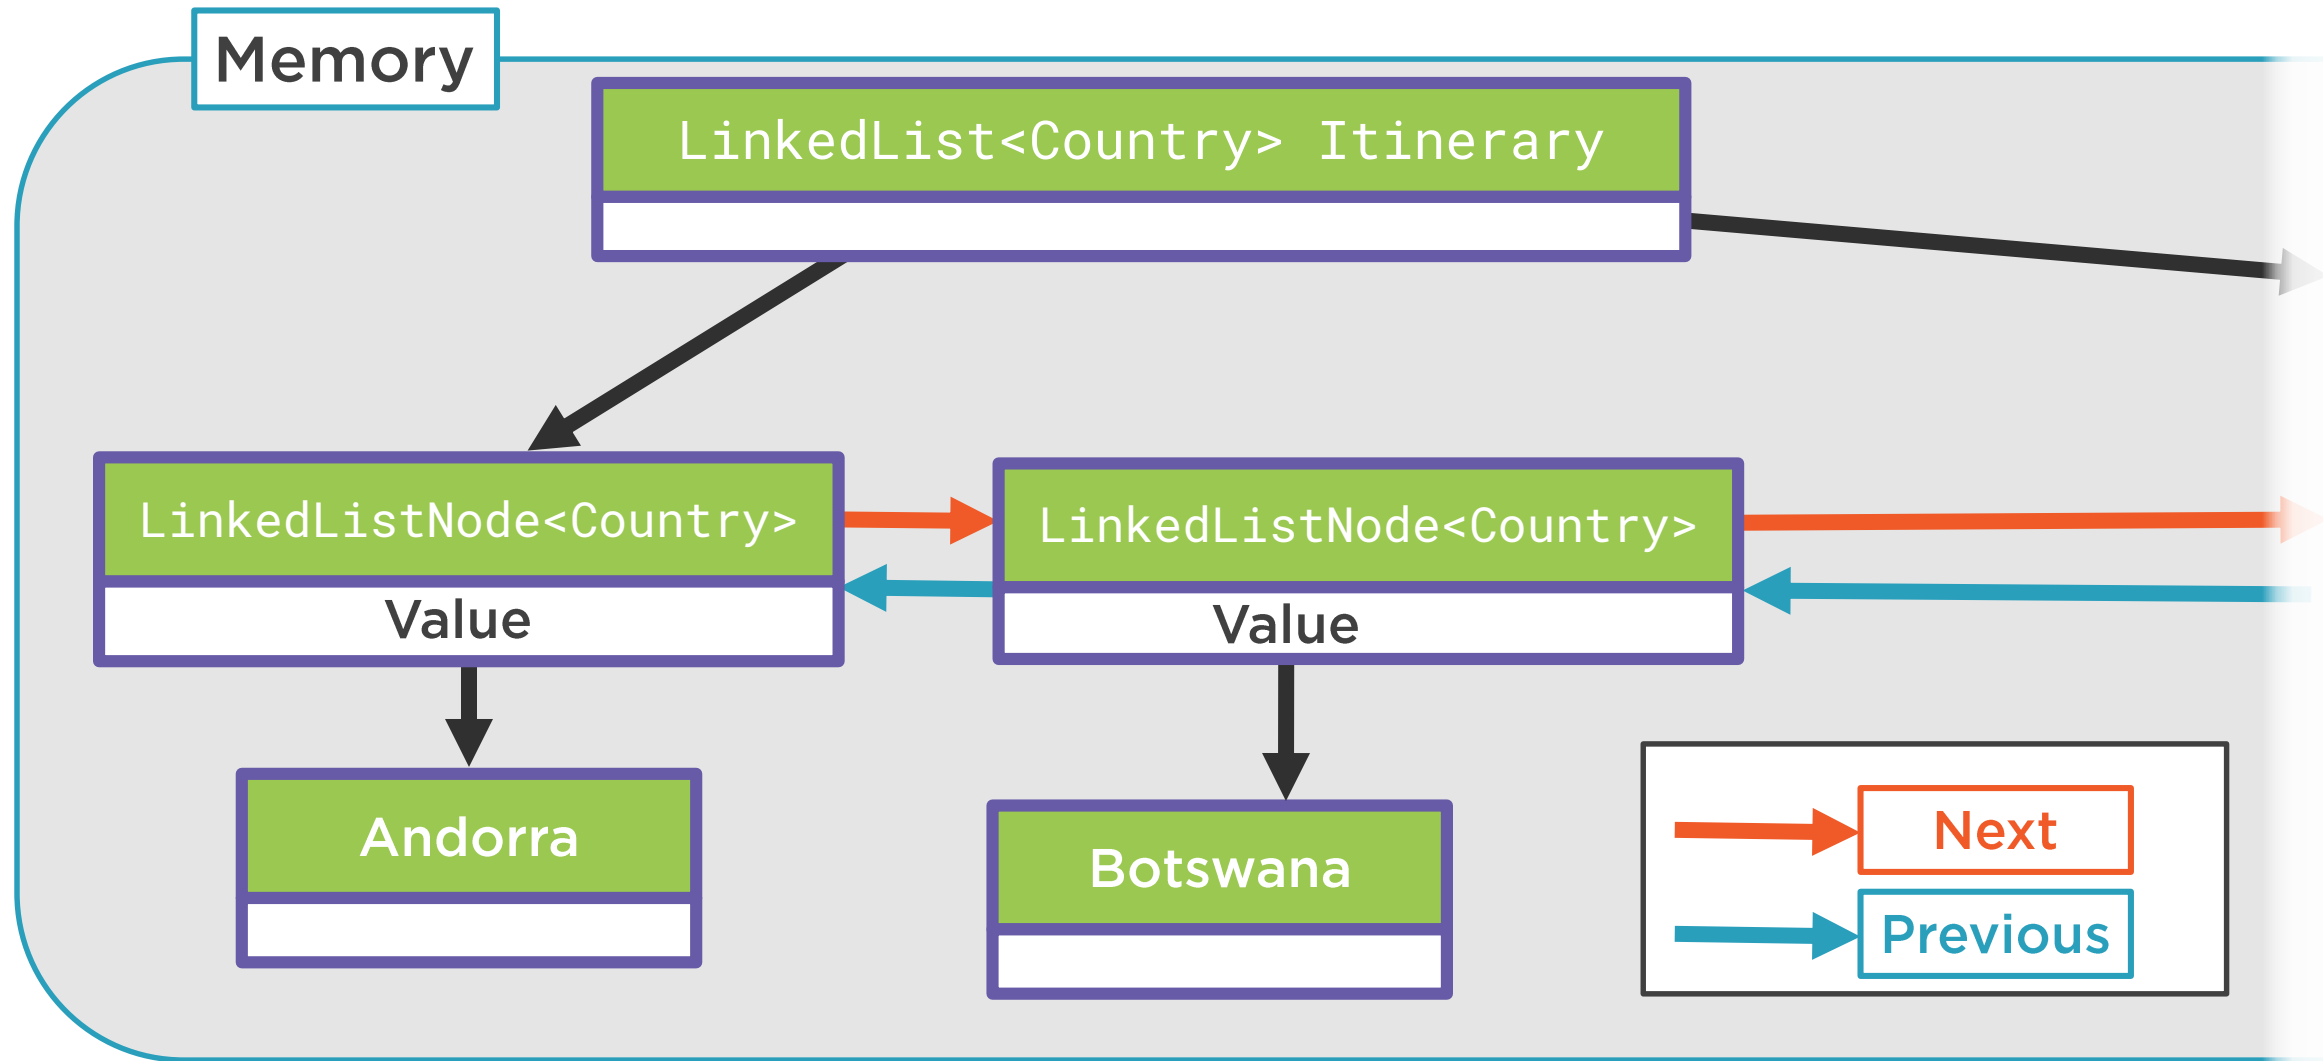 Memory
LinkedList<Country> Itinerary
LinkedListNode<Country>
LinkedListNode<Country>
Value
Value
Andorra
Botswana
Next
Previous